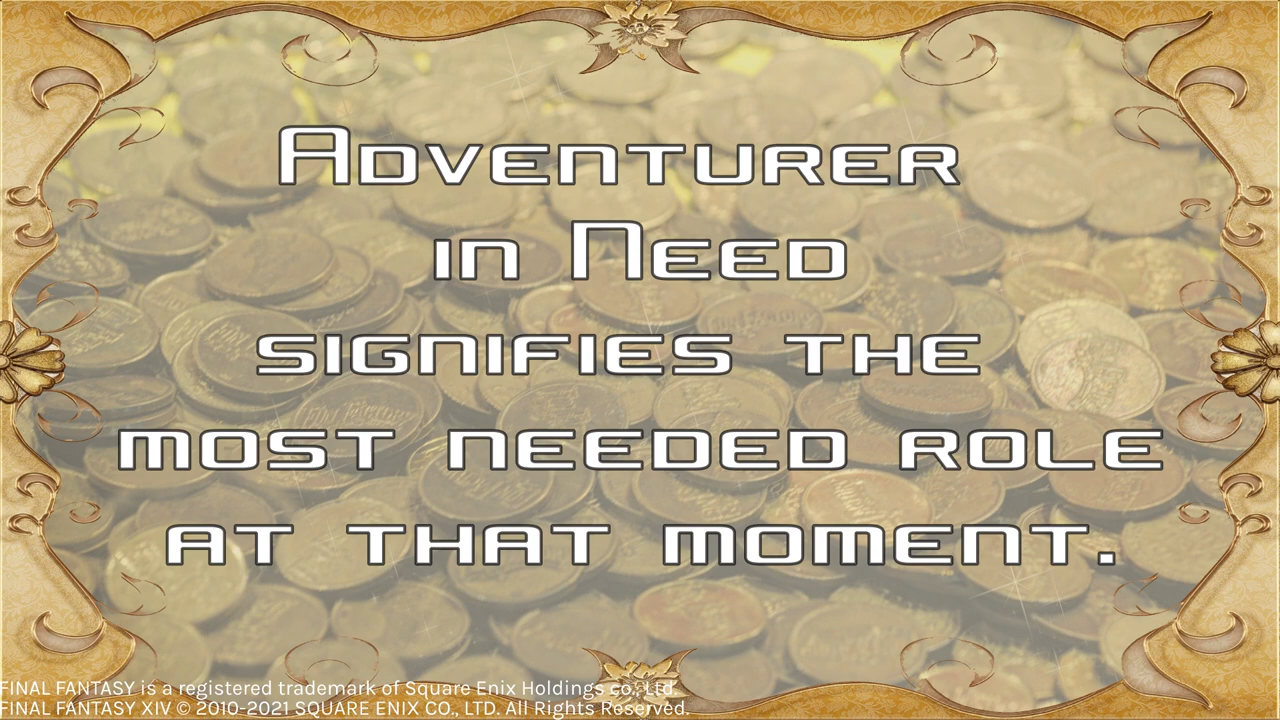 Adventurer
in Need
signifies the
most needed role
at that moment.
FINAL FANTASY is a registered trademark of Square Enix Holdings co., Ltd.
FINAL FANTASY XIV © 2010-2021 SQUARE ENIX CO., LTD. All Rights Reserved.